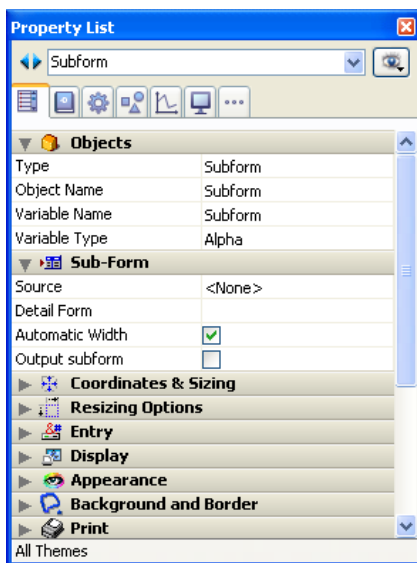 Property List
Subform
Objects
Type Subform
Object Name Subform
Variable Name Subform
Variable Type Alpha
Sub-Form
Source <None>
Detail Form
Automatic Width
Output subform
Coordinates & Sizing
Resizing Options
Entry
Display
Appearance
Background and Border
Print
All Themes